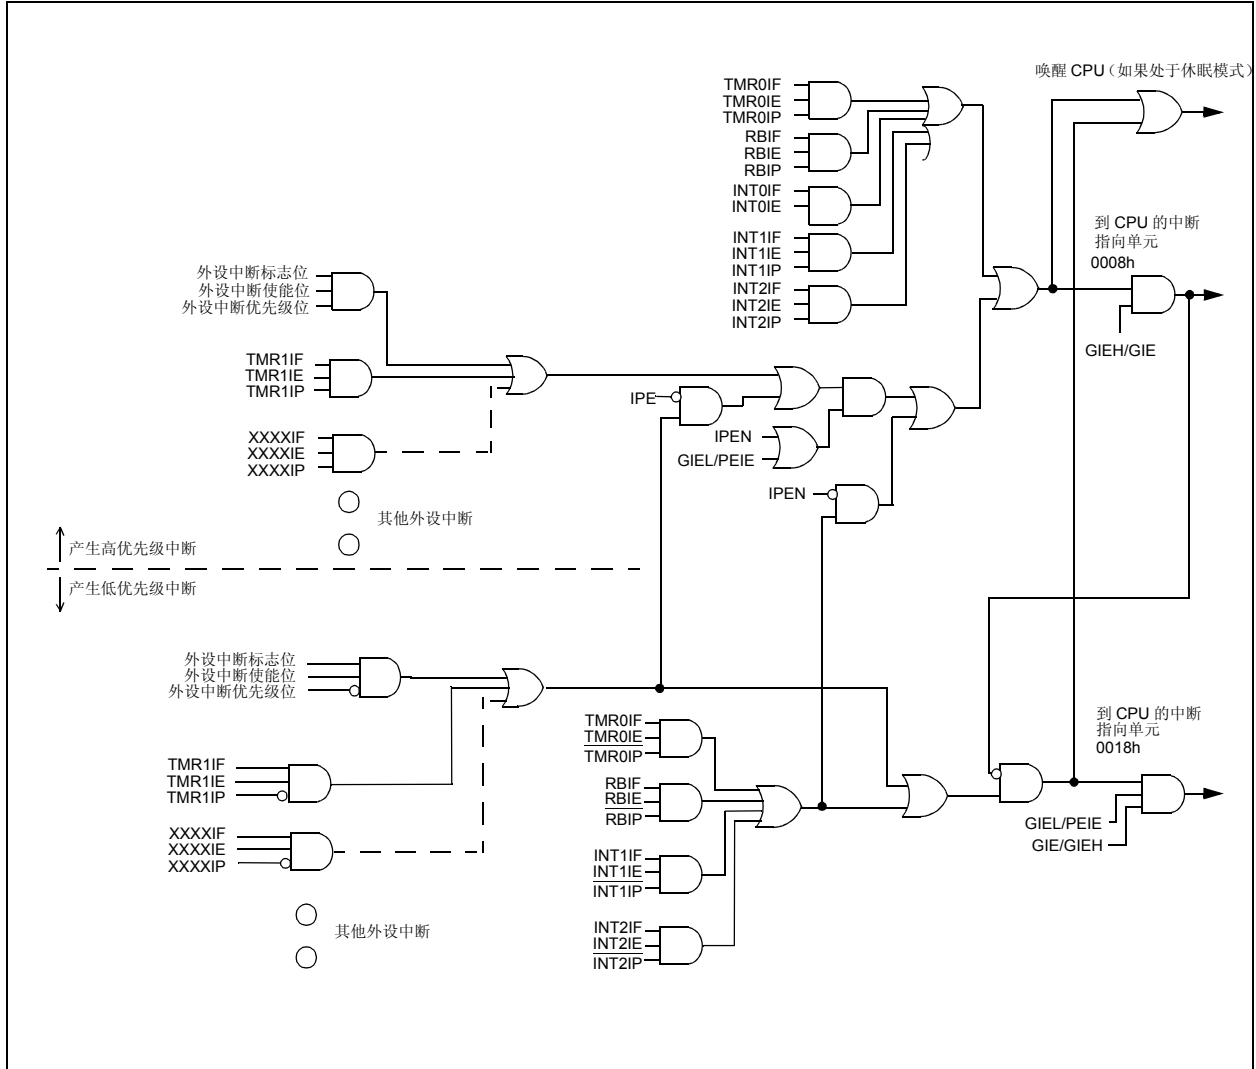 唤醒 CPU（如果处于休眠模式）
TMR0IF
TMR0IE
TMR0IP
RBIF
RBIE
RBIP
INT0IF
INT0IE
INT1IF
INT1IE
INT1IP
INT2IF
INT2IE
INT2IP
到 CPU 的中断
指向单元
0008h
GIEH/GIE
外设中断标志位
外设中断使能位
外设中断优先级位
TMR1IF
TMR1IE
TMR1IP
XXXXIF
XXXXIE
XXXXIP
其他外设中断
IPE
IPEN
GIEL/PEIE
IPEN
产生高优先级中断
产生低优先级中断
外设中断标志位
外设中断使能位
外设中断优先级位
TMR1IF
TMR1IE
TMR1IP
XXXXIF
XXXXIE
XXXXIP
其他外设中断
TMR0IF
TMR0IE
TMR0IP
RBIF
RBIE
RBIP
INT1IF
INT1IE
INT1IP
INT2IF
INT2IE
INT2IP
到 CPU 的中断
指向单元
0018h
GIEL/PEIE
GIE/GIEH